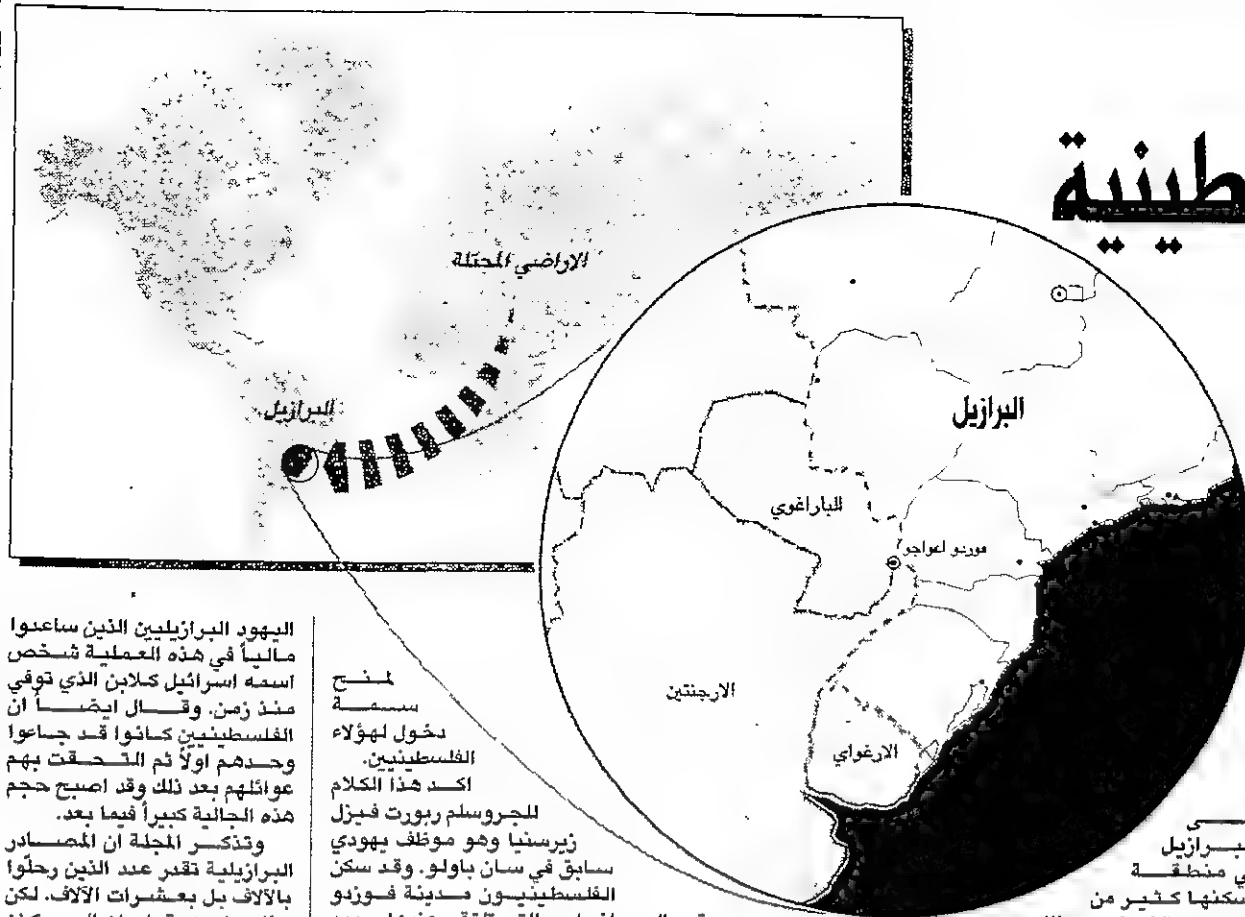 طينية
الاراضي المحتلة
البرازيل
البرازيل
الباراغوي
فورزو اغواجو
الارجنتين
الارغواي
لمنح
سمة
دخول لهؤلاء
الفلسطينيين.
اكد هذا الكلام
للجروسلم ربورت فيزل
زيرسنيا وهو موظف يهودي
سابق في سان باولو. وقد سكن
الفلسطينيون مدينة فوزدو
اليهود البرازيليين الذين ساعدوا
مالياً في هذه العملية شخص
اسمه اسرائيل كلابن الذي توفي
منذ زمن. وقال ايضاً ان
الفلسطينيين كانوا قد جاءوا
وحدهم اولاً ثم التحقت بهم
عوائلهم بعد ذلك وقد اصبح حجم
هذه الجالية كبيراً فيما بعد.
وتذكر المجلة ان المصادر
البرازيلية تقدر عدد الذين رحلوا
بالآلاف بل بعشرات الآلاف. لكن
ى
برازيل
ي منطقة
سكنها كثير من